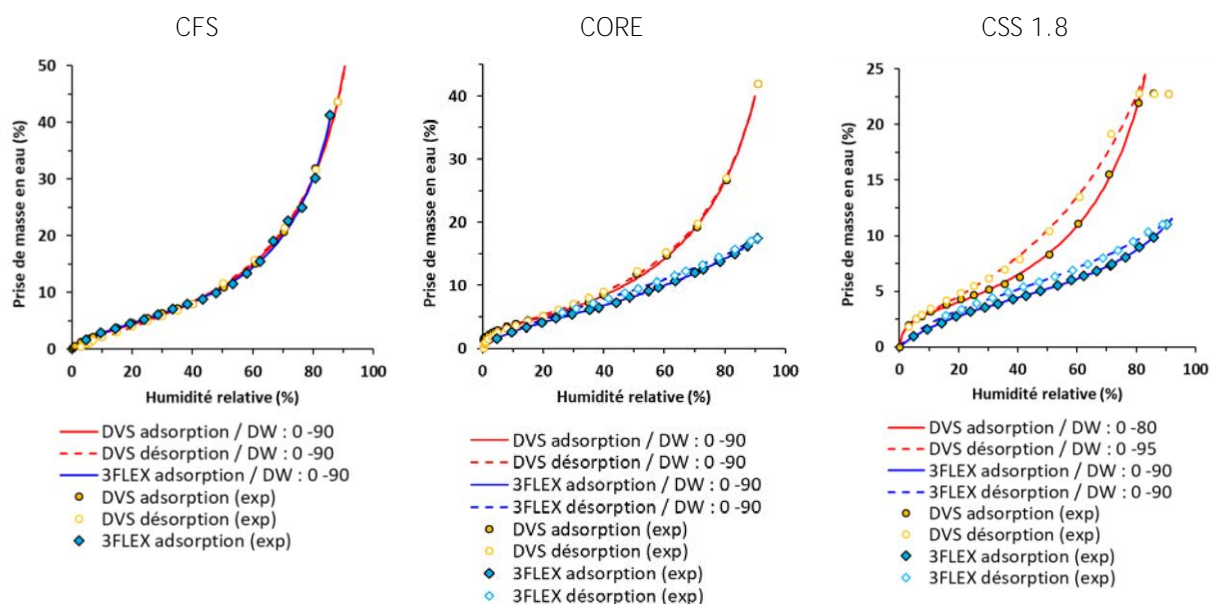 CFS
CORE
CSS 1.8
Prise de masse en eau (%)
50
40
30
20
10
0
0 20 40 60 80 100
Humidité relative (%)
DVS adsorption / DW : 0 -90
DVS désorption / DW : 0 -90
3FLEX adsorption / DW : 0 -90
DVS adsorption (exp)
DVS désorption (exp)
3FLEX adsorption (exp)
Prise de masse en eau (%)
40
30
20
10
0
0 20 40 60 80 100
Humidité relative (%)
DVS adsorption / DW : 0 -90
DVS désorption / DW : 0 -90
3FLEX adsorption / DW : 0 -90
3FLEX désorption / DW : 0 -90
DVS adsorption (exp)
DVS désorption (exp)
3FLEX adsorption (exp)
3FLEX désorption (exp)
Prise de masse en eau (%)
25
20
15
10
5
0
0 20 40 60 80 100
Humidité relative (%)
DVS adsorption / DW : 0 -80
DVS désorption / DW : 0 -95
3FLEX adsorption / DW : 0 -90
3FLEX désorption / DW : 0 -90
DVS adsorption (exp)
DVS désorption (exp)
3FLEX adsorption (exp)
3FLEX désorption (exp)